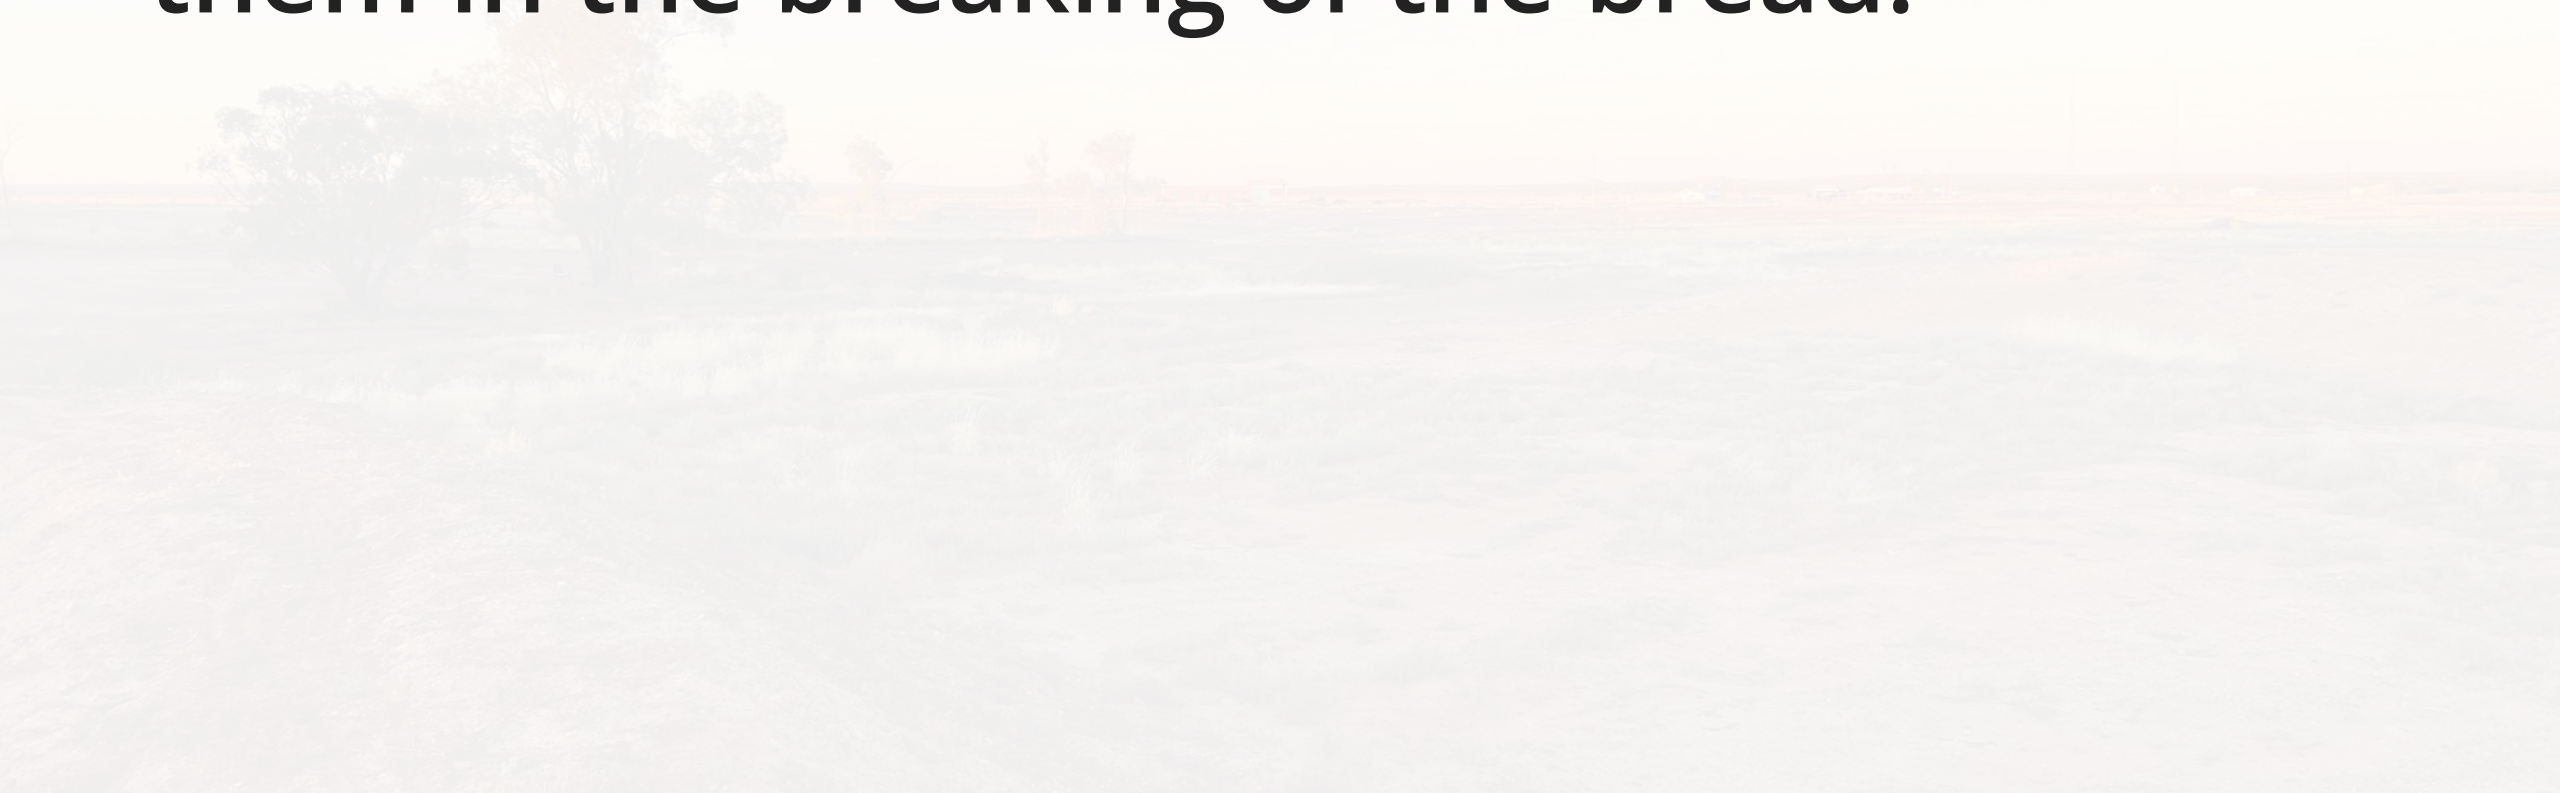 them in the breaking of the bread.